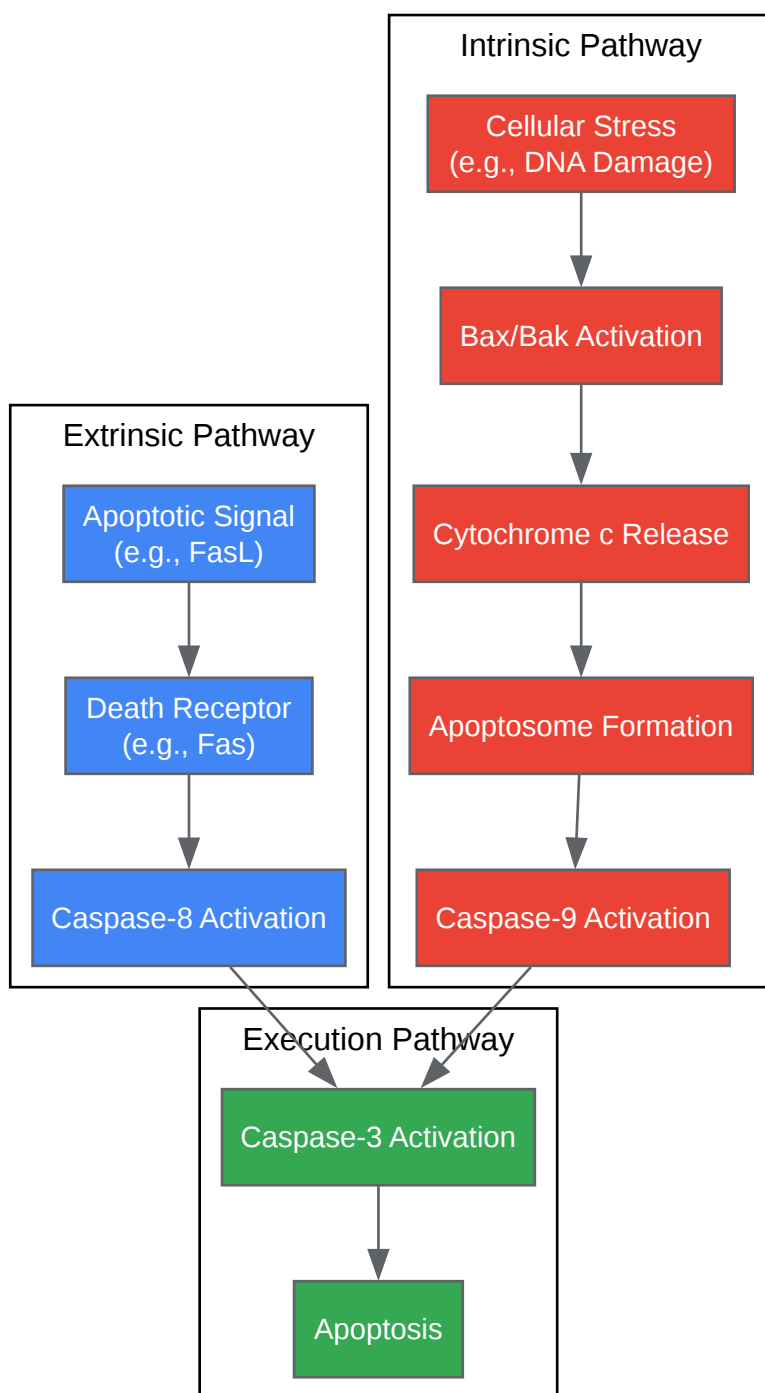 Intrinsic Pathway
Cellular Stress
(e.g., DNA Damage)
Bax/Bak Activation
Cytochrome c Release
Apoptosome Formation
Caspase-9 Activation
Extrinsic Pathway
Apoptotic Signal
(e.g., FasL)
Death Receptor
(e.g., Fas)
Caspase-8 Activation
Execution Pathway
Caspase-3 Activation
Apoptosis